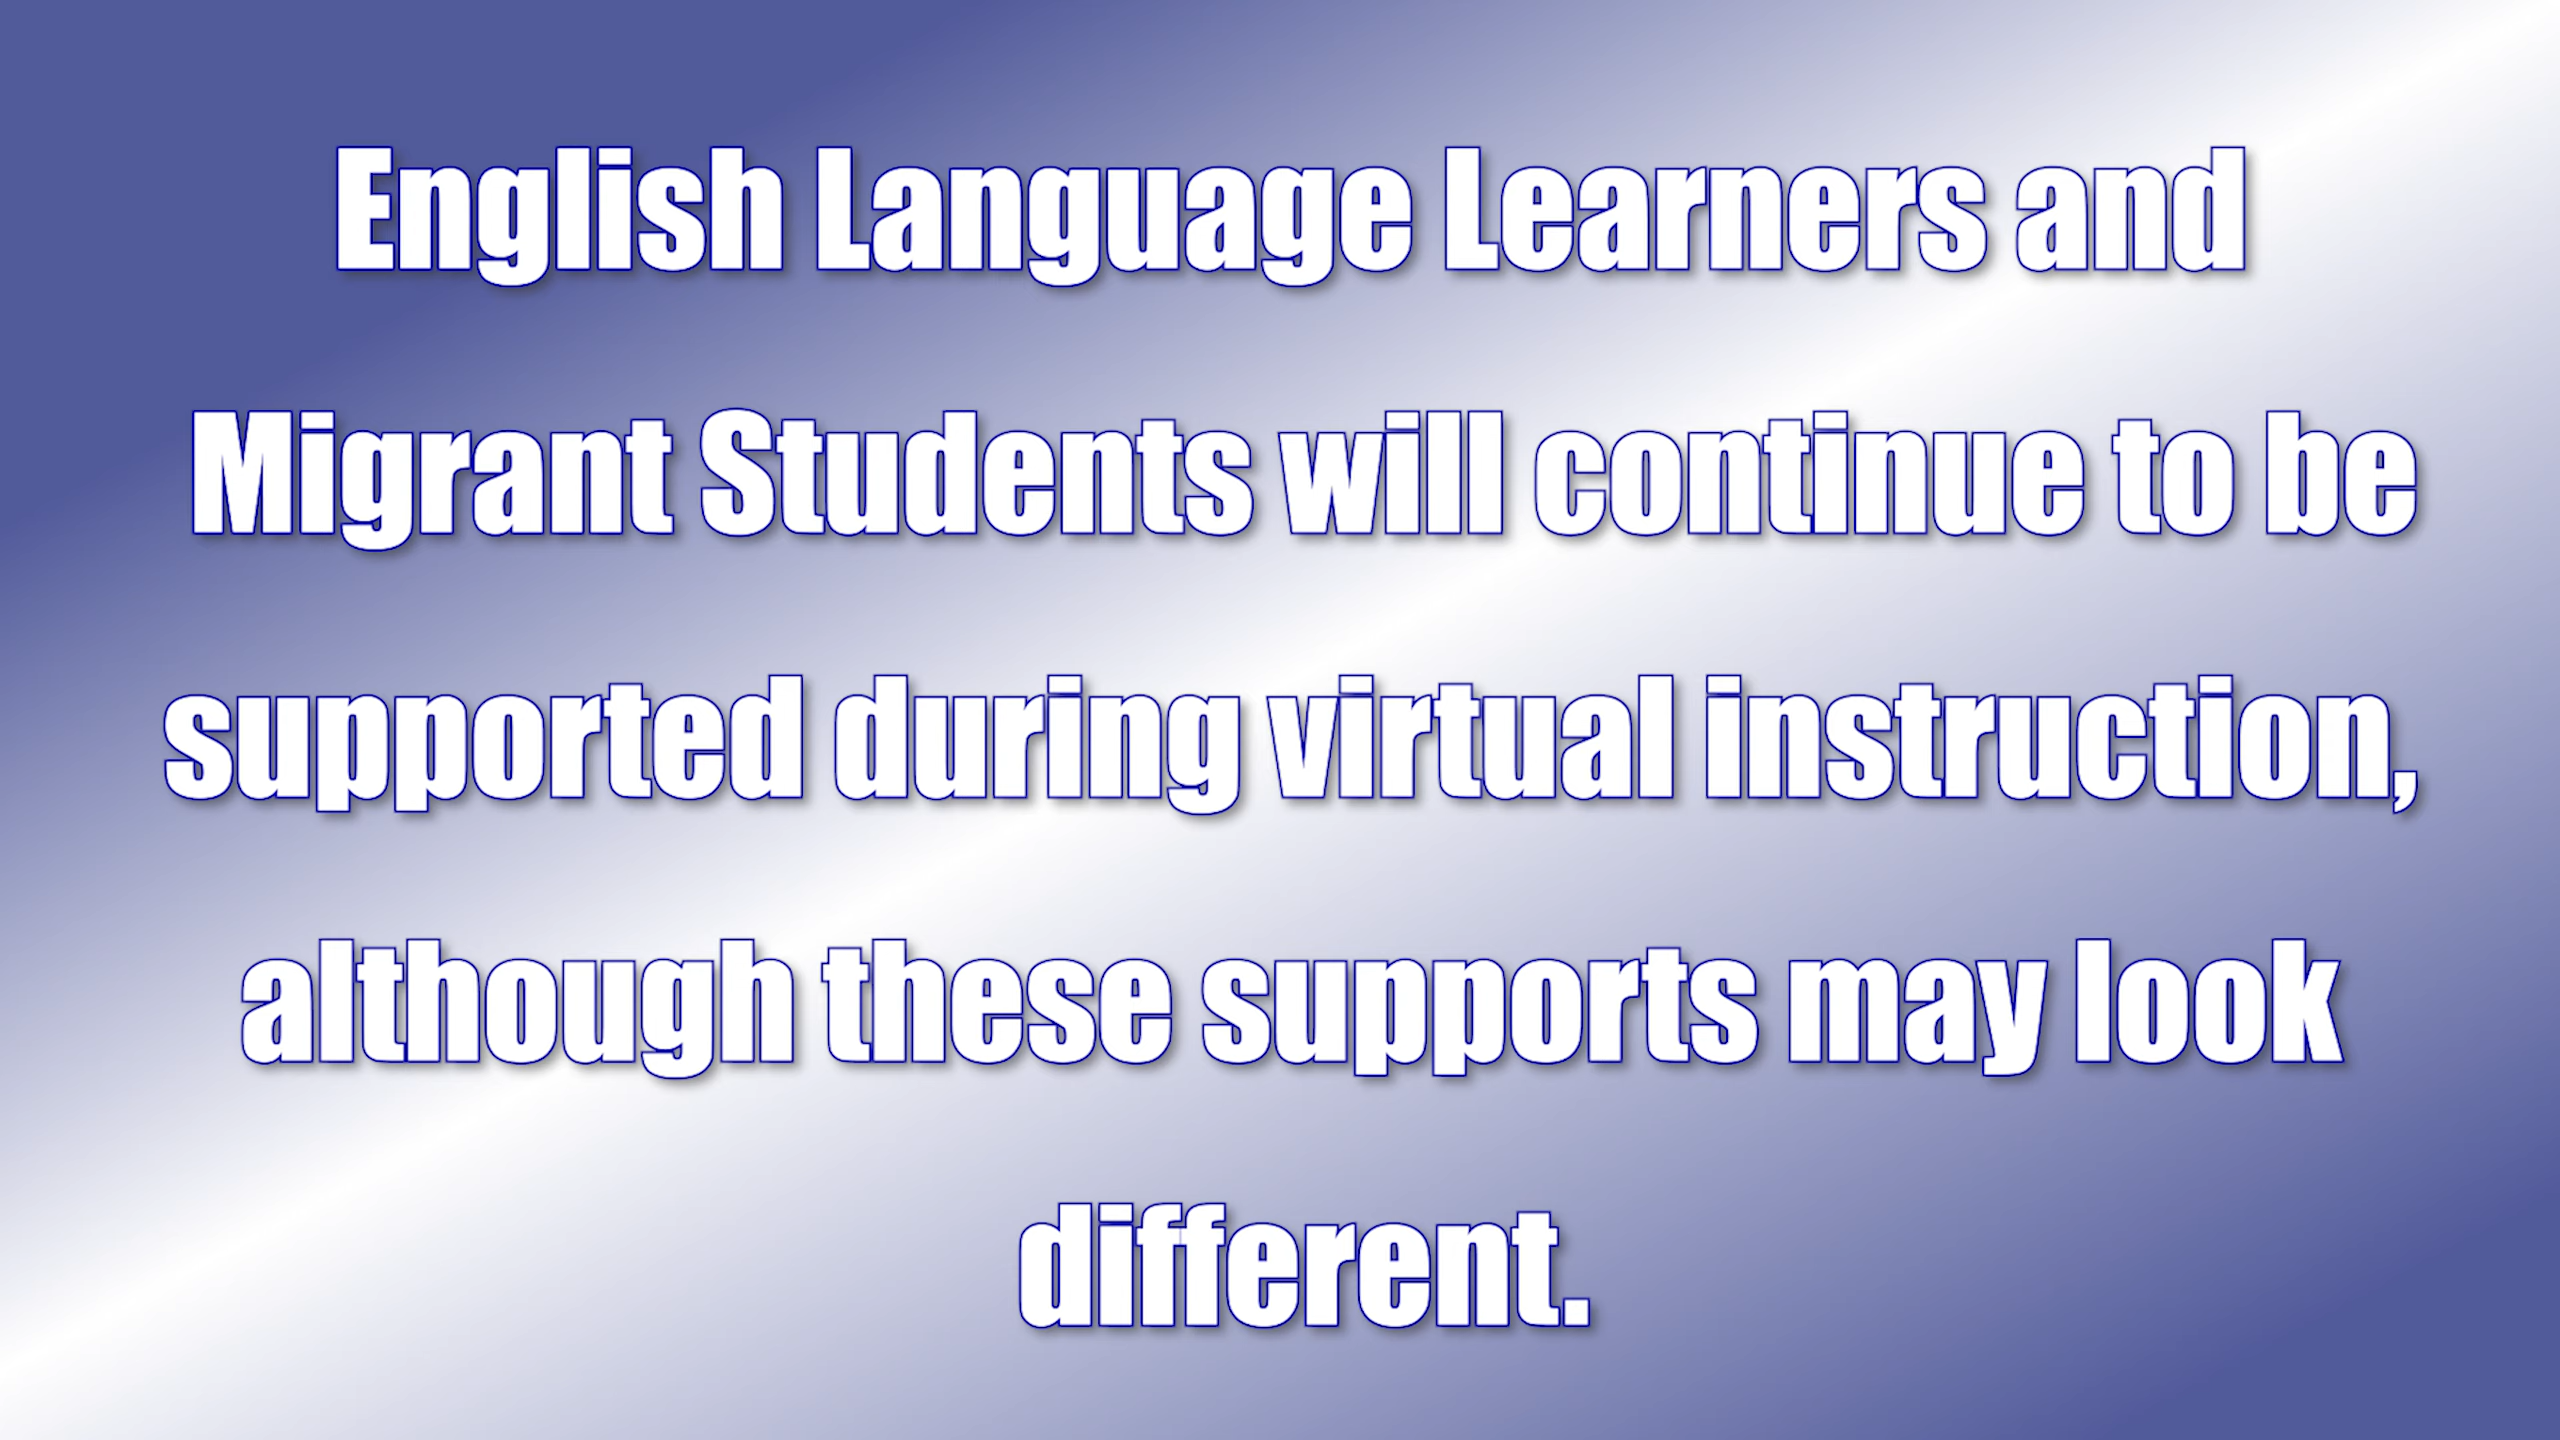 English Language Learners and
Migrant Students will continue to be
supported during virtual instruction,
although these supports may look
different.